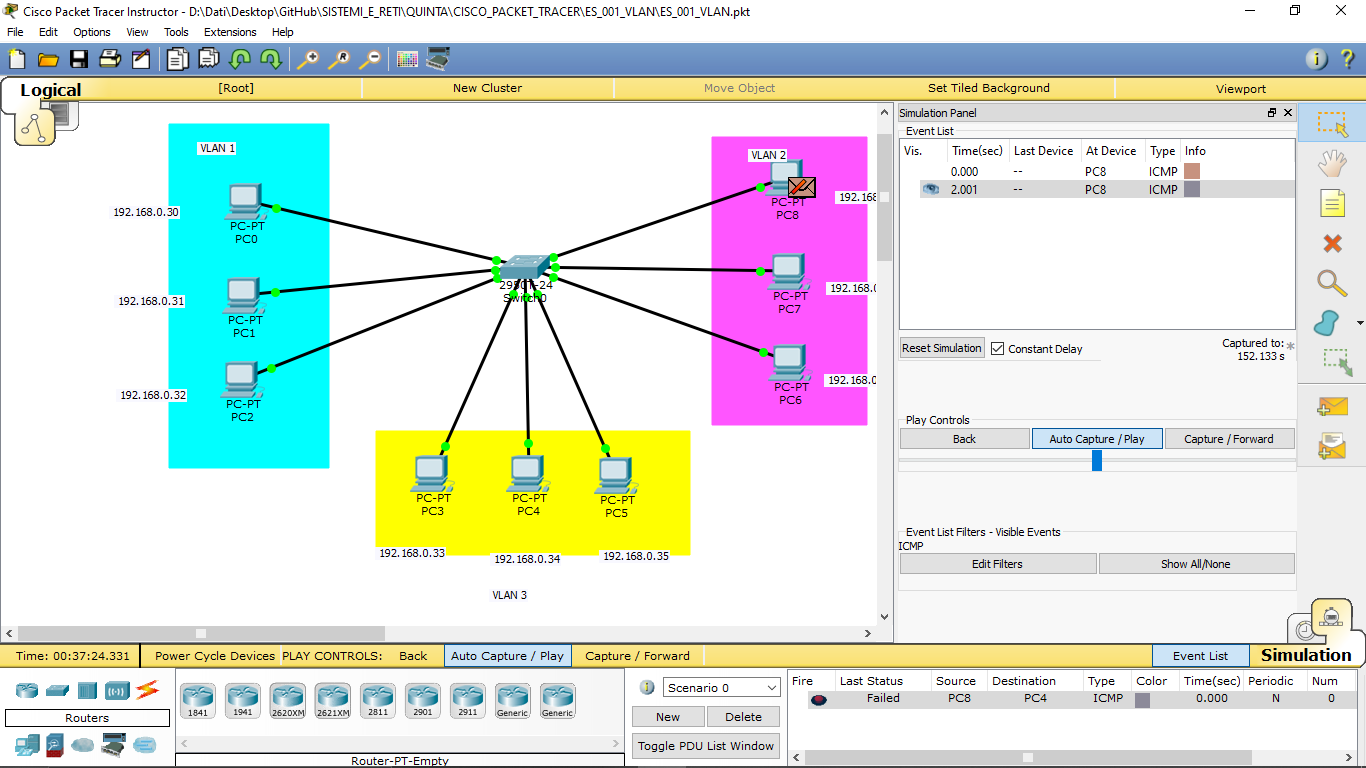 Cisco Packet Tracer Instructor - D:\Dati\Desktop\GitHub\SISTEMI_E_RETI\QUINTA\CISCO_PACKET_TRACER\ES_001_VLAN\ES_001_VLAN.pkt
File Edit Options View Tools Extensions Help
Logical [Root] New Cluster Move Object Set Tiled Background Viewport
VLAN 1
192.168.0.30
PC-PT
PC0
192.168.0.31
PC-PT
PC1
192.168.0.32
PC-PT
PC2
2950T-24
Switch0
VLAN 2
192.168
PC-PT
PC8
192.168.0
PC-PT
PC7
192.168.0
PC-PT
PC6
PC-PT
PC3
PC-PT
PC4
PC-PT
PC5
192.168.0.33
192.168.0.34
192.168.0.35
VLAN 3
Simulation Panel
Event List
Vis. Time(sec) Last Device At Device Type Info
0.000 -- PC8 ICMP
2.001 -- PC8 ICMP
Reset Simulation Constant Delay
Captured to:
152.133 s
Play Controls
Back Auto Capture / Play Capture / Forward
Event List Filters - Visible Events
ICMP
Edit Filters Show All/None
Time: 00:37:24.331 Power Cycle Devices PLAY CONTROLS: Back Auto Capture / Play Capture / Forward Event List Simulation
Routers
1841 1941 2620XM 2621XM 2811 2901 2911 Generic Generic
Router-PT-Empty
Scenario 0
New Delete
Toggle PDU List Window
Fire Last Status Source Destination Type Color Time(sec) Periodic Num
Failed PC8 PC4 ICMP 0.000 N 0